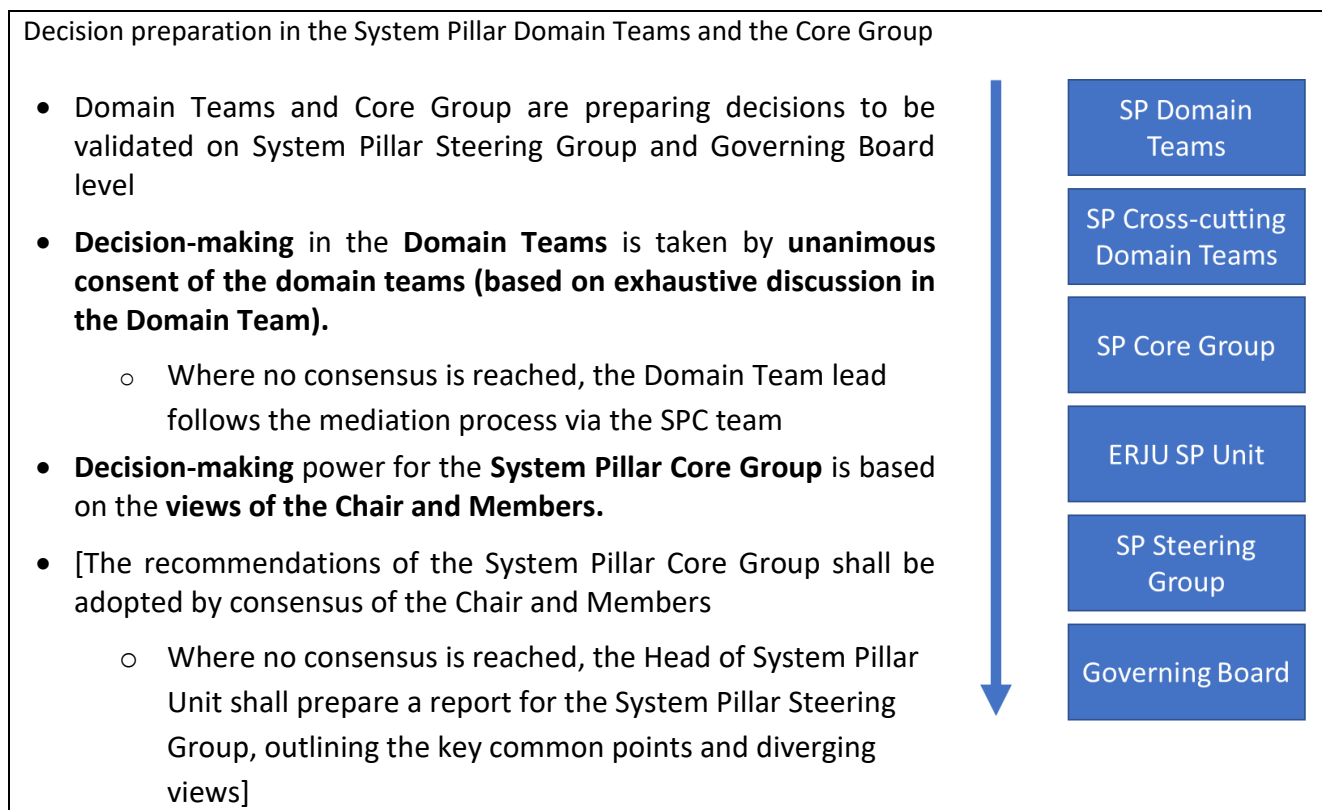 Decision preparation in the System Pillar Domain Teams and the Core Group
• Domain Teams and Core Group are preparing decisions to be
validated on System Pillar Steering Group and Governing Board
level
• Decision-making in the Domain Teams is taken by unanimous
consent of the domain teams (based on exhaustive discussion in
the Domain Team).
o Where no consensus is reached, the Domain Team lead
follows the mediation process via the SPC team
• Decision-making power for the System Pillar Core Group is based
on the views of the Chair and Members.
• [The recommendations of the System Pillar Core Group shall be
adopted by consensus of the Chair and Members
o Where no consensus is reached, the Head of System Pillar
Unit shall prepare a report for the System Pillar Steering
Group, outlining the key common points and diverging
views]
SP Domain
Teams
SP Cross-cutting
Domain Teams
SP Core Group
ERJU SP Unit
SP Steering
Group
Governing Board